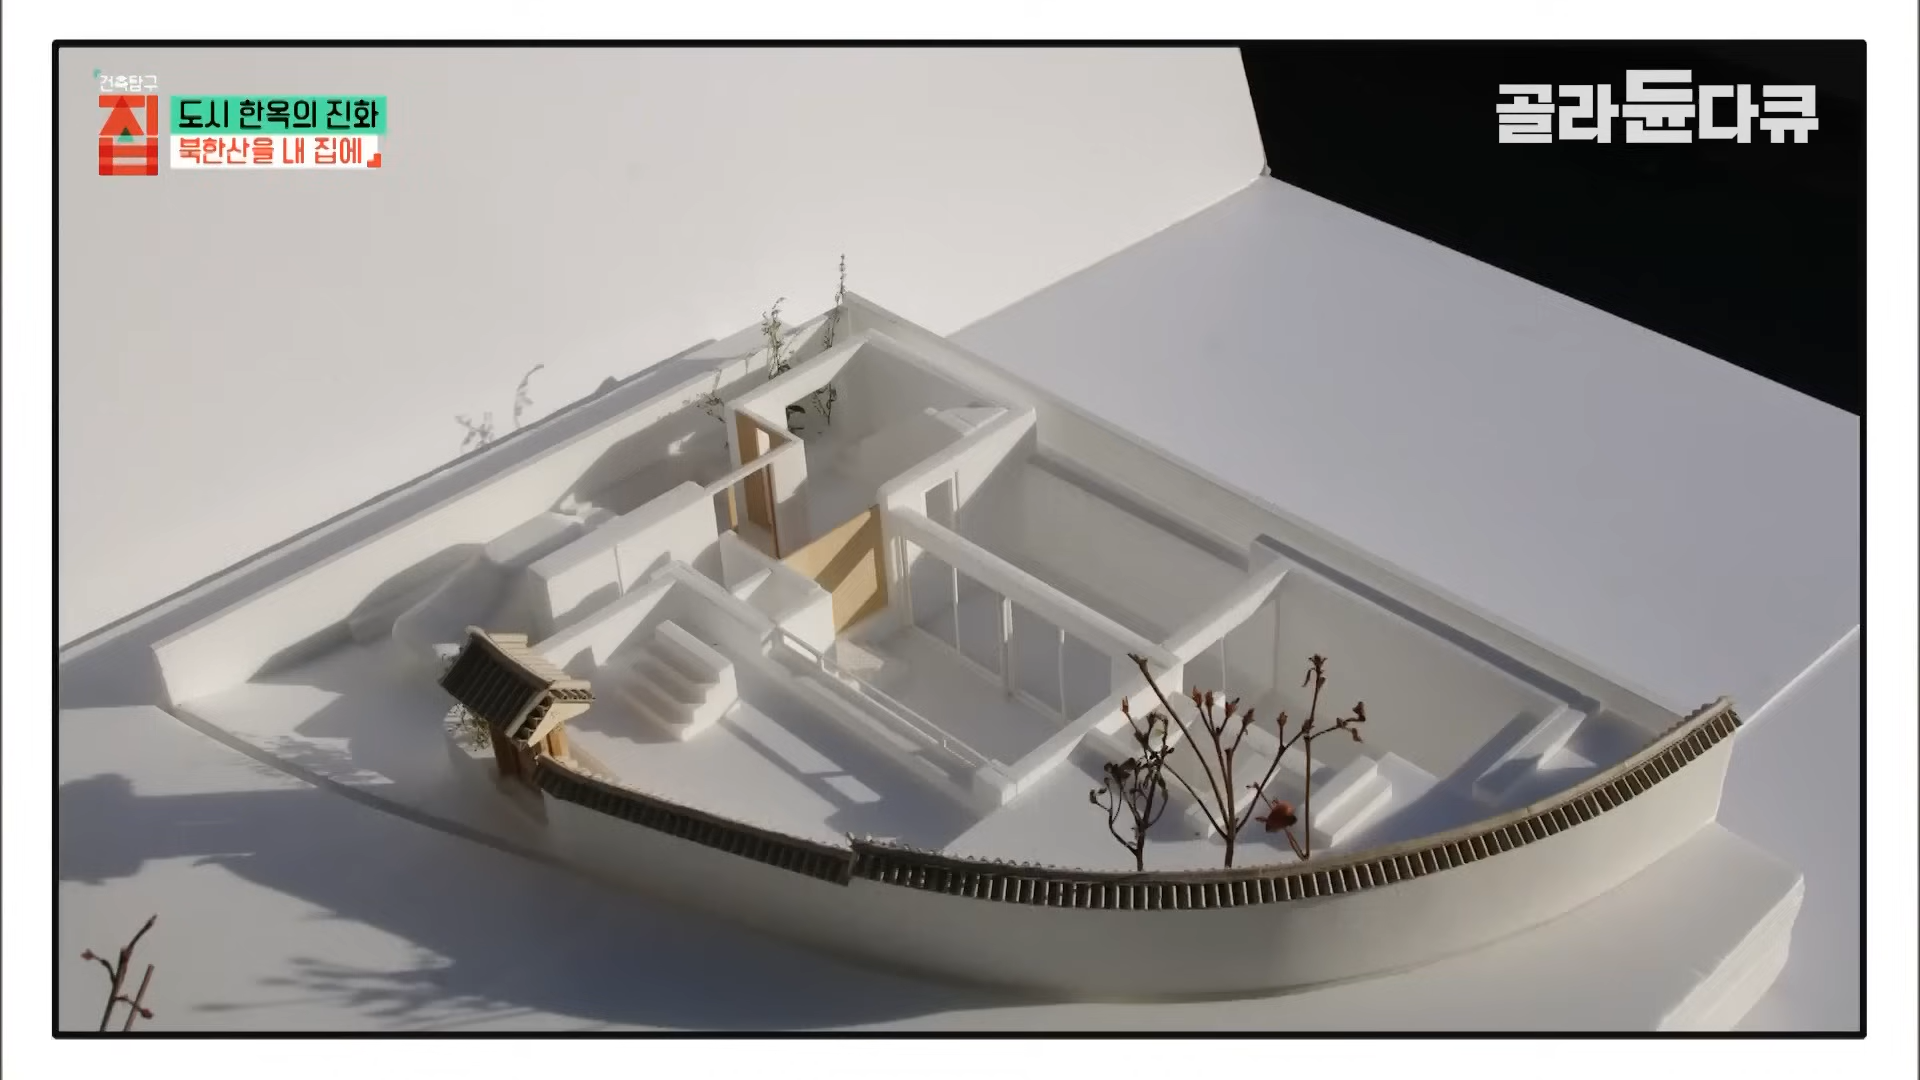 건축탐구
집
도시 한옥의 진화
북한산을 내 집에
골라듄다큐